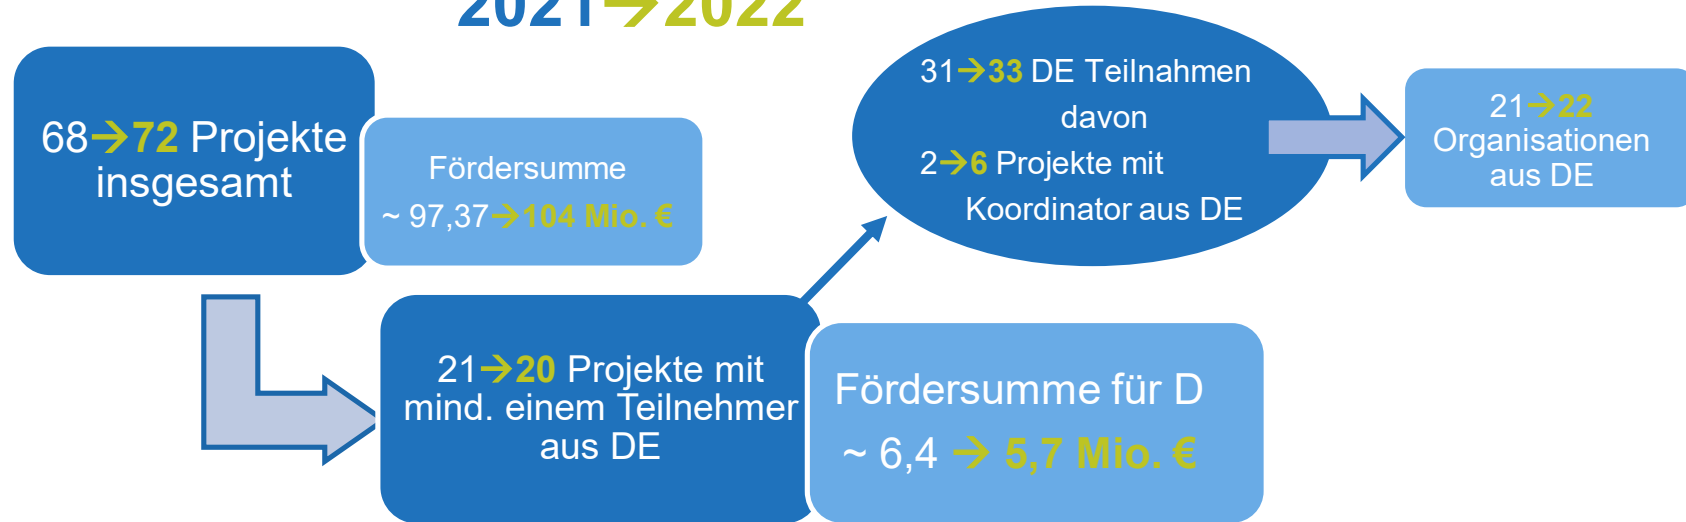 2021→2022
68→72 Projekte
insgesamt
Fördersumme
~ 97,37→104 Mio. €
31→33 DE Teilnahmen
davon
2→6 Projekte mit
Koordinator aus DE
21→22
Organisationen
aus DE
21→20 Projekte mit
mind. einem Teilnehmer
aus DE
Fördersumme für D
~ 6,4 → 5,7 Mio. €